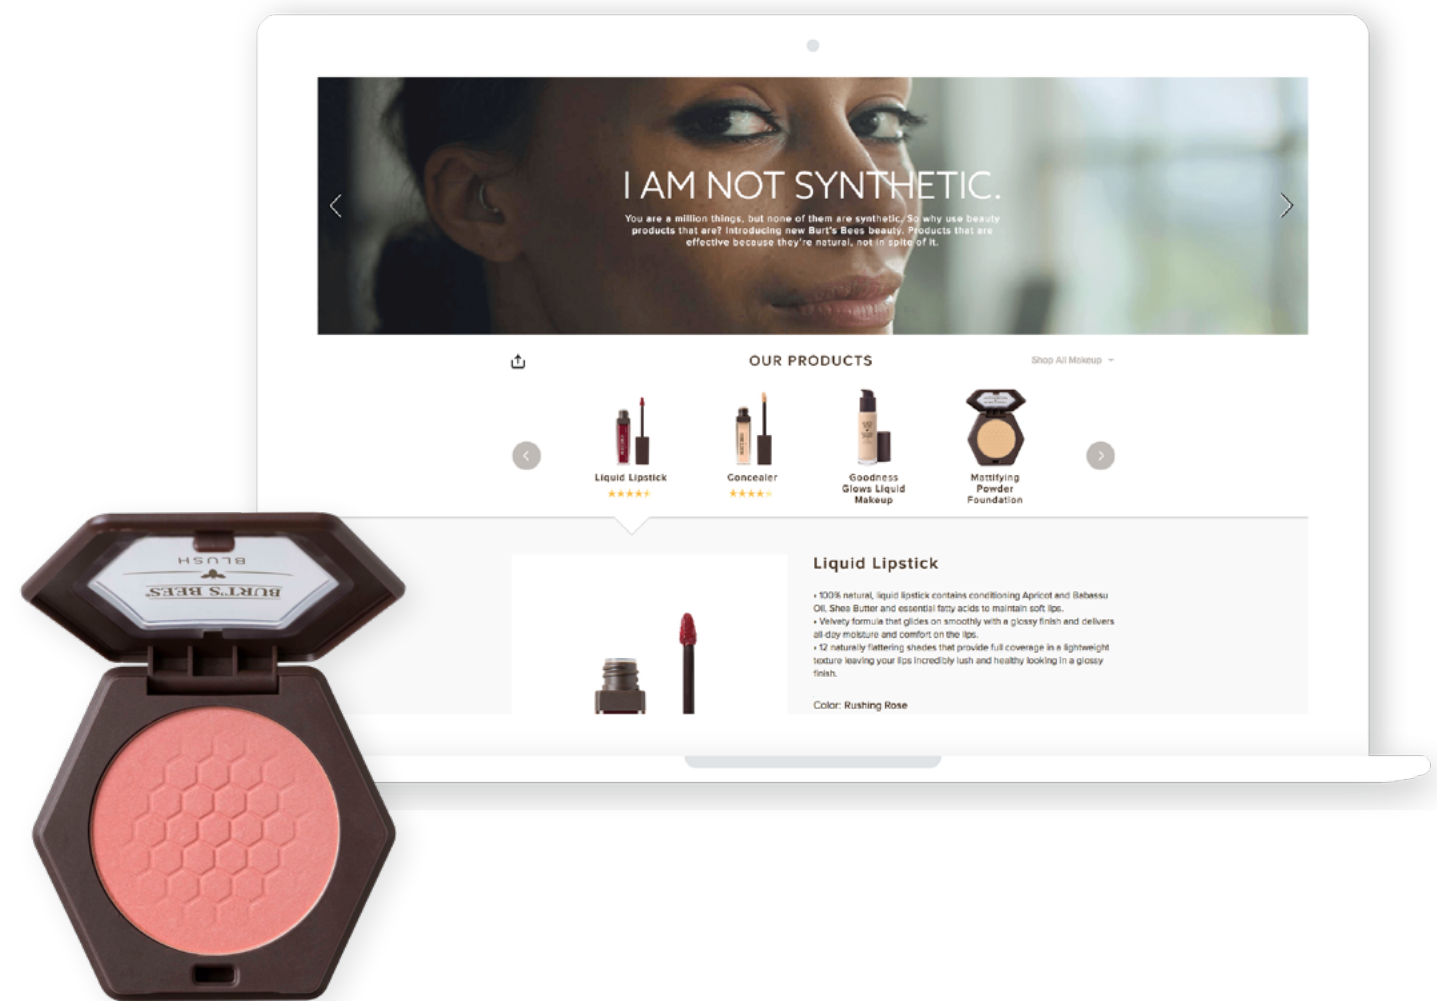 I AM NOT SYNTHETIC.
You are a million things, but none of them are synthetic. So why use beauty
products that are? Introducing new Burt's Bees beauty. Products that are
effective because they're natural, not in spite of it.
OUR PRODUCTS
Shop All Makeup
Liquid Lipstick
Concealer
Goodness
Glows Liquid
Makeup
Mattifying
Powder
Foundation
Liquid Lipstick
• 100% natural, liquid lipstick contains conditioning Apricot and Babassu
Oil, Shea Butter and essential fatty acids to maintain soft lips.
• Velvety formula that glides on smoothly with a glossy finish and delivers
all-day moisture and comfort on the lips.
• 12 naturally flattering shades that provide full coverage in a lightweight
texture leaving your lips incredibly lush and healthy looking in a glossy
finish.
Color: Rushing Rose
BURT'S BEES
BLUSH